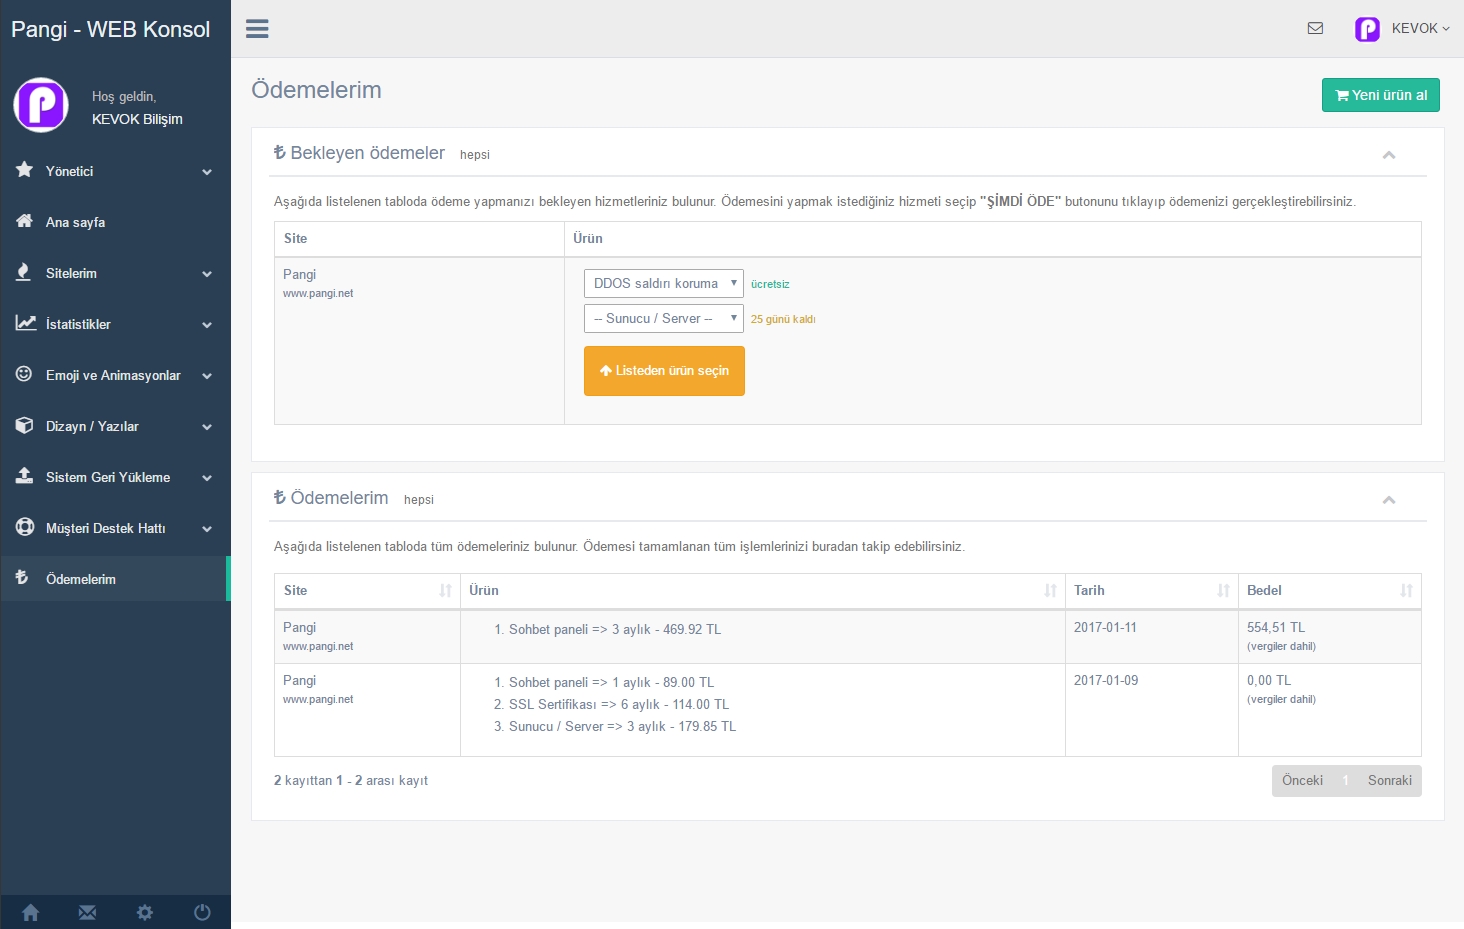 Pangi - WEB Konsol
KEVOK
Hoş geldin,
KEVOK Bilişim
Yönetici
Ana sayfa
Sitelerim
İstatistikler
Emoji ve Animasyonlar
Dizayn / Yazılar
Sistem Geri Yükleme
Müşteri Destek Hattı
Ödemelerim
Ödemelerim
Yeni ürün al
₺ Bekleyen ödemeler hepsi
Aşağıda listelenen tabloda ödeme yapmanızı bekleyen hizmetleriniz bulunur. Ödemesini yapmak istediğiniz hizmeti seçip "ŞİMDİ ÖDE" butonunu tıklayıp ödemenizi gerçekleştirebilirsiniz.
Site Ürün
Pangi
www.pangi.net
DDOS saldırı koruma ücretsiz
-- Sunucu / Server -- 25 günü kaldı
Listeden ürün seçin
₺ Ödemelerim hepsi
Aşağıda listelenen tabloda tüm ödemeleriniz bulunur. Ödemesi tamamlanan tüm işlemlerinizi buradan takip edebilirsiniz.
Site Ürün Tarih Bedel
Pangi 1. Sohbet paneli => 3 aylık - 469.92 TL 2017-01-11 554,51 TL
www.pangi.net (vergiler dahil)
Pangi 1. Sohbet paneli => 1 aylık - 89.00 TL 2017-01-09 0,00 TL
www.pangi.net 2. SSL Sertifikası => 6 aylık - 114.00 TL (vergiler dahil)
3. Sunucu / Server => 3 aylık - 179.85 TL
2 kayıttan 1 - 2 arası kayıt
Önceki 1 Sonraki